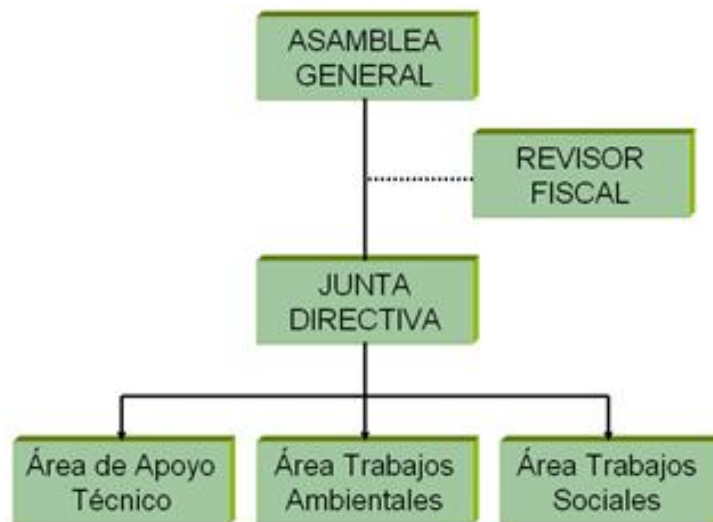 ASAMBLEA
GENERAL
REVISOR
FISCAL
JUNTA
DIRECTIVA
Área de Apoyo
Técnico
Área Trabajos
Ambientales
Área Trabajos
Sociales